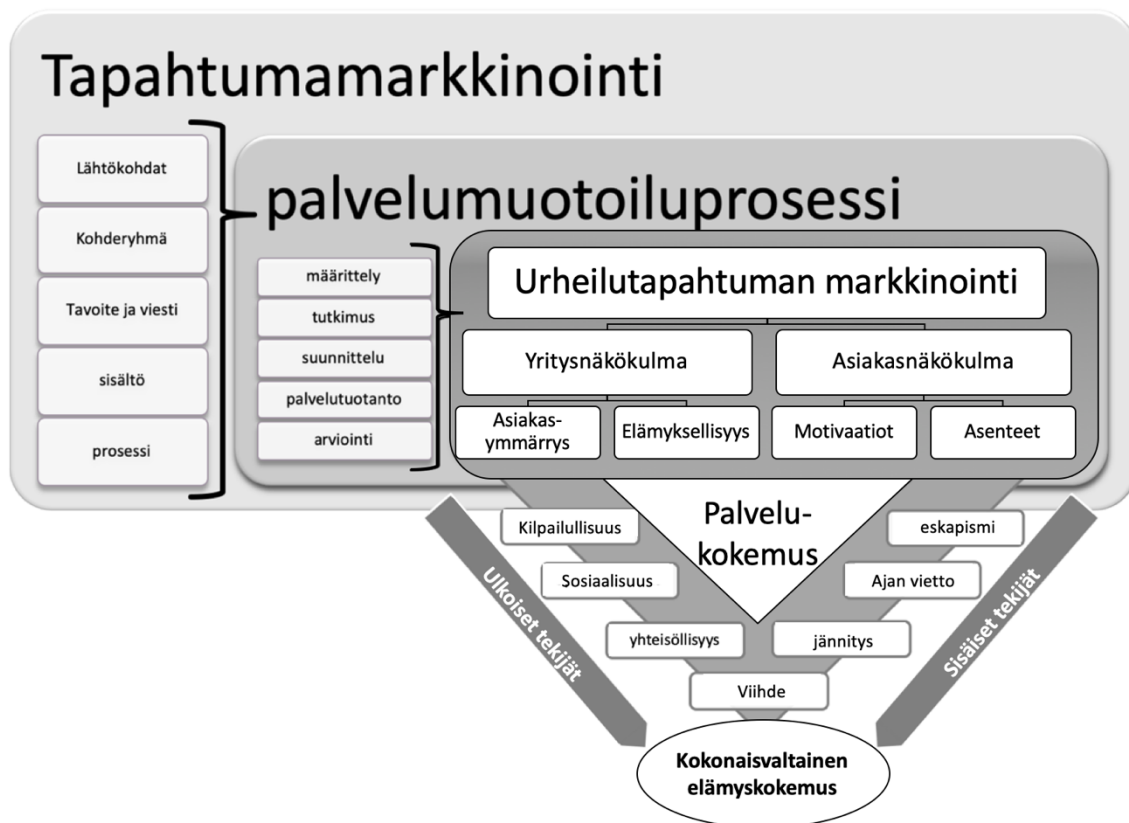 Tapahtumamarkkinointi
Lähtökohdat
Kohderyhmä
Tavoite ja viesti
sisältö
prosessi
palvelumuotoiluprosessi
määrittely
tutkimus
suunnittelu
palvelutuotanto
arviointi
Urheilutapahtuman markkinointi
Yritysnäkökulma
Asiakasnäkökulma
Asiakas-
ymmärrys
Elämyksellisyys
Motivaatiot
Asenteet
Palvelu-
kokemus
Kilpailullisuus
Sosiaalisuus
yhteisöllisyys
Viihde
eskapismi
Ajan vietto
jännitys
Ulkoiset tekijät
Sisäiset tekijät
Kokonaisvaltainen
elämyskokemus